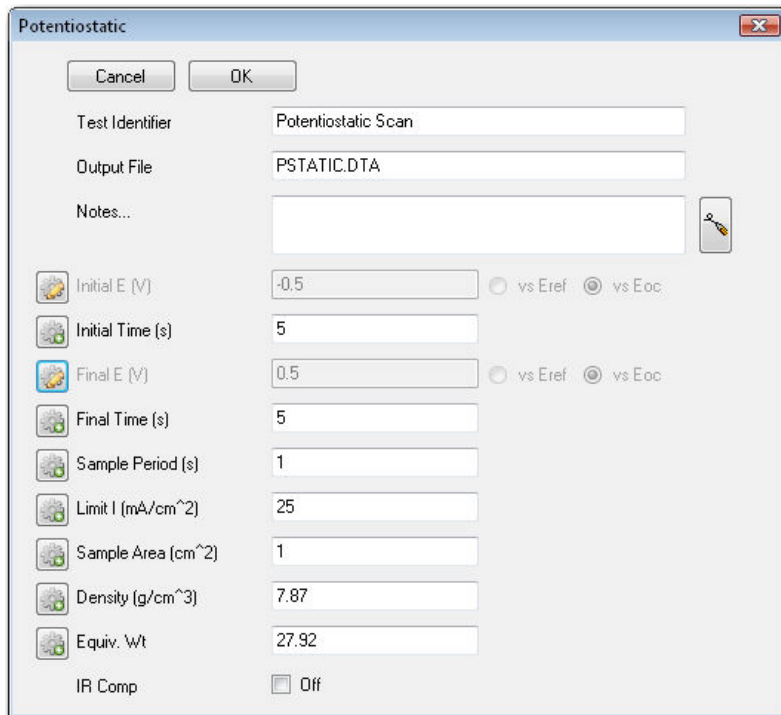 Potentiostatic
Cancel OK
Test Identifier Potentiostatic Scan
Output File PSTATIC.DTA
Notes...
Initial E (V) -0.5 vs Eref vs Eoc
Initial Time (s) 5
Final E (V) 0.5 vs Eref vs Eoc
Final Time (s) 5
Sample Period (s) 1
Limit I (mA/cm^2) 25
Sample Area (cm^2) 1
Density (g/cm^3) 7.87
Equiv. Wt 27.92
IR Comp Off